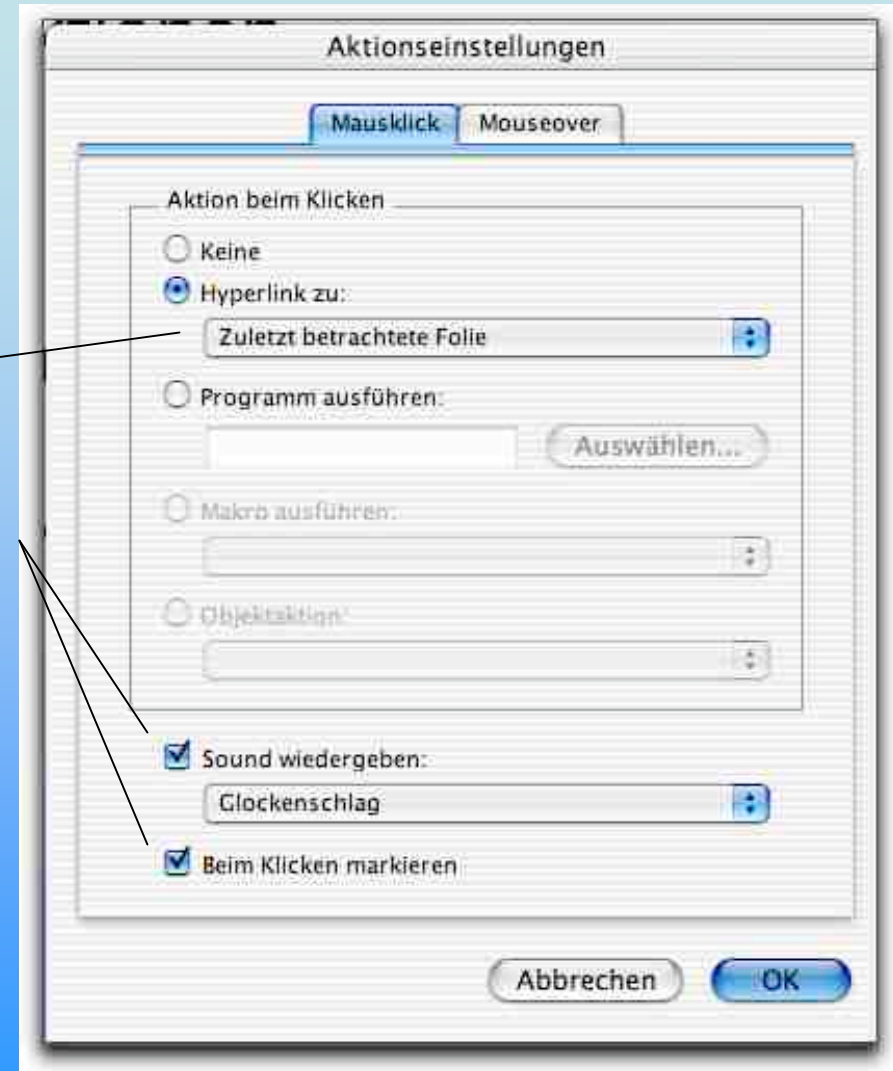 Aktionseinstellungen
Mausklick Mouseover
Aktion beim Klicken
Keine
Hyperlink zu:
Zuletzt betrachtete Folie
Programm ausführen:
Auswählen...
Makro ausführen:
Objektaktion:
Sound wiedergeben:
Glockenschlag
Beim Klicken markieren
Abbrechen OK